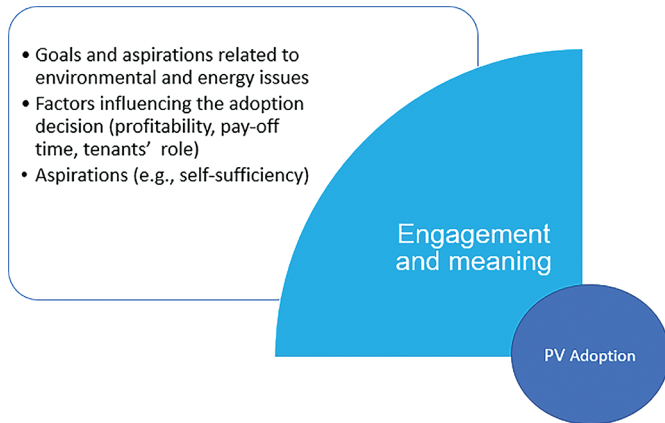 • Goals and aspirations related to
environmental and energy issues
• Factors influencing the adoption
decision (profitability, pay-off
time, tenants' role)
• Aspirations (e.g., self-sufficiency)
Engagement
and meaning
PV Adoption